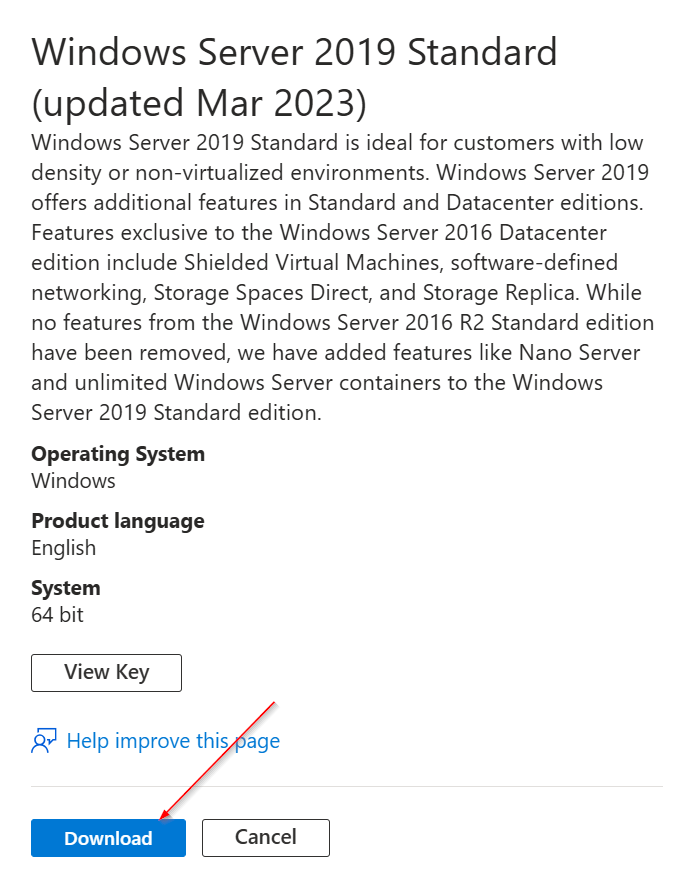 Windows Server 2019 Standard
(updated Mar 2023)
Windows Server 2019 Standard is ideal for customers with low
density or non-virtualized environments. Windows Server 2019
offers additional features in Standard and Datacenter editions.
Features exclusive to the Windows Server 2016 Datacenter
edition include Shielded Virtual Machines, software-defined
networking, Storage Spaces Direct, and Storage Replica. While
no features from the Windows Server 2016 R2 Standard edition
have been removed, we have added features like Nano Server
and unlimited Windows Server containers to the Windows
Server 2019 Standard edition.
Operating System
Windows
Product language
English
System
64 bit
View Key
Help improve this page
Download Cancel